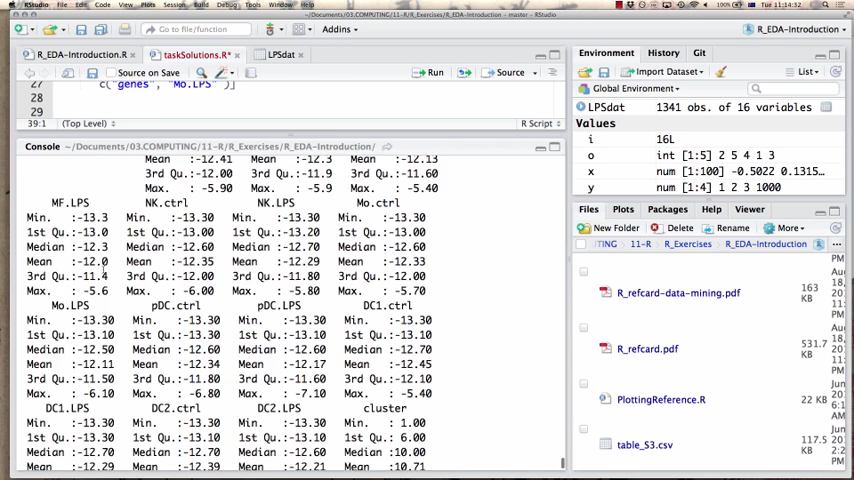 RStudio File Edit Code View Plots Session Build Debug Tools Window Help 100% Tue 11:14:32
~/Documents/03.COMPUTING/11-R/R_Exercises/R_EDA-Introduction - master - RStudio
Go to file/function Addins R_EDA-Introduction
R_EDA-Introduction.R taskSolutions.R* LPSdat
Source on Save Run Source
27 c("genes", "Mo.LPS" )]
28
29
39:1 (Top Level) R Script
Console ~/Documents/03.COMPUTING/11-R/R_Exercises/R_EDA-Introduction/
Mean :-12.41 Mean :-12.3 Mean :-12.13
3rd Qu.:-12.00 3rd Qu.:-11.9 3rd Qu.:-11.60
Max. :-5.90 Max. :-5.9 Max. :-5.40
MF.LPS NK.ctrl NK.LPS Mo.ctrl
Min. :-13.3 Min. :-13.30 Min. :-13.30 Min. :-13.30
1st Qu.:-13.0 1st Qu.:-13.00 1st Qu.:-13.20 1st Qu.:-13.00
Median :-12.3 Median :-12.60 Median :-12.70 Median :-12.60
Mean :-12.0 Mean :-12.35 Mean :-12.29 Mean :-12.33
3rd Qu.:-11.4 3rd Qu.:-12.00 3rd Qu.:-11.80 3rd Qu.:-12.00
Max. :-5.6 Max. :-6.00 Max. :-5.80 Max. :-5.70
Mo.LPS pDC.ctrl pDC.LPS DC1.ctrl
Min. :-13.30 Min. :-13.30 Min. :-13.30 Min. :-13.30
1st Qu.:-13.10 1st Qu.:-13.10 1st Qu.:-13.10 1st Qu.:-13.10
Median :-12.50 Median :-12.60 Median :-12.60 Median :-12.70
Mean :-12.11 Mean :-12.34 Mean :-12.17 Mean :-12.45
3rd Qu.:-11.50 3rd Qu.:-11.80 3rd Qu.:-11.60 3rd Qu.:-12.10
Max. :-6.10 Max. :-6.80 Max. :-7.10 Max. :-5.40
DC1.LPS DC2.ctrl DC2.LPS cluster
Min. :-13.30 Min. :-13.30 Min. :-13.30 Min. : 1.00
1st Qu.:-13.10 1st Qu.:-13.10 1st Qu.:-13.10 1st Qu.: 6.00
Median :-12.70 Median :-12.70 Median :-12.60 Median :10.00
Mean :-12.29 Mean :-12.39 Mean :-12.21 Mean :10.71
Environment History Git
Import Dataset List
Global Environment
LPSdat 1341 obs. of 16 variables
Values
i 16L
o int [1:5] 2 5 4 1 3
x num [1:100] -0.5022 0.1315...
y num [1:4] 1 2 3 1000
Files Plots Packages Help Viewer
New Folder Delete Rename More
11-R R_Exercises R_EDA-Introduction
R_refcard-data-mining.pdf 163 KB
R_refcard.pdf 531.7 KB
PlottingReference.R 22 KB
table_S3.csv 117.5 KB